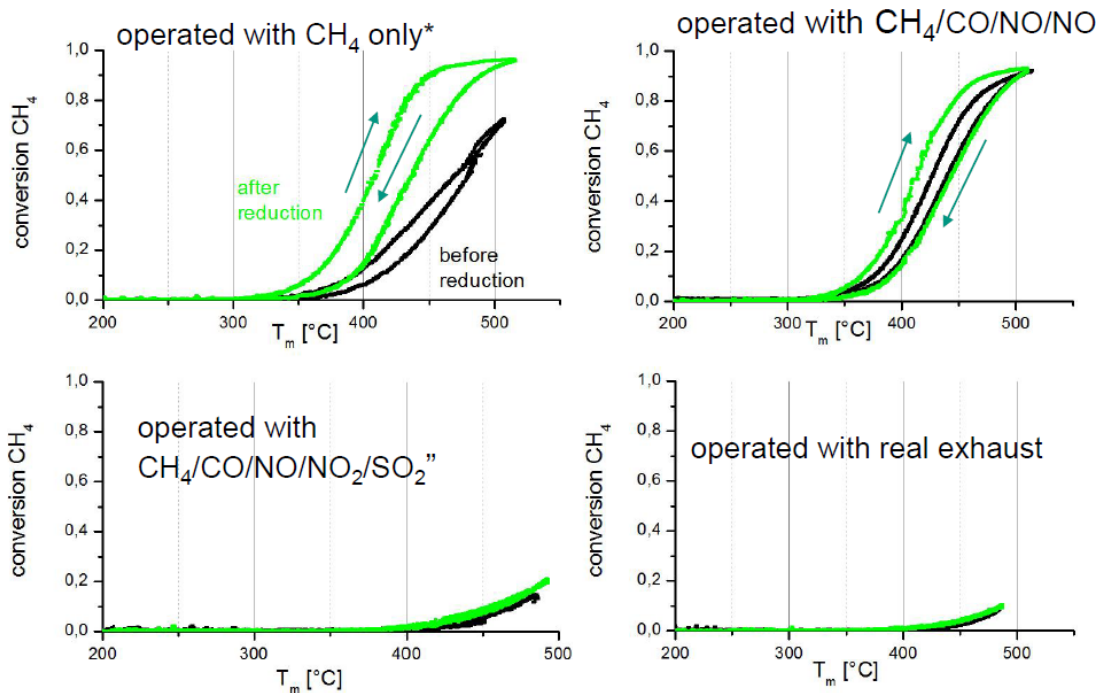 operated with CH₄ only*
conversion CH₄
1,0
0,8
0,6
0,4
0,2
0,0
after
reduction
before
reduction
200
300
400
500
Tₘ [°C]
operated with CH₄/CO/NO/NO
conversion CH₄
1,0
0,8
0,6
0,4
0,2
0,0
200
300
400
500
Tₘ [°C]
operated with
CH₄/CO/NO/NO₂/SO₂”
conversion CH₄
1,0
0,8
0,6
0,4
0,2
0,0
200
300
400
500
Tₘ [°C]
operated with real exhaust
conversion CH₄
1,0
0,8
0,6
0,4
0,2
0,0
200
300
400
500
Tₘ [°C]